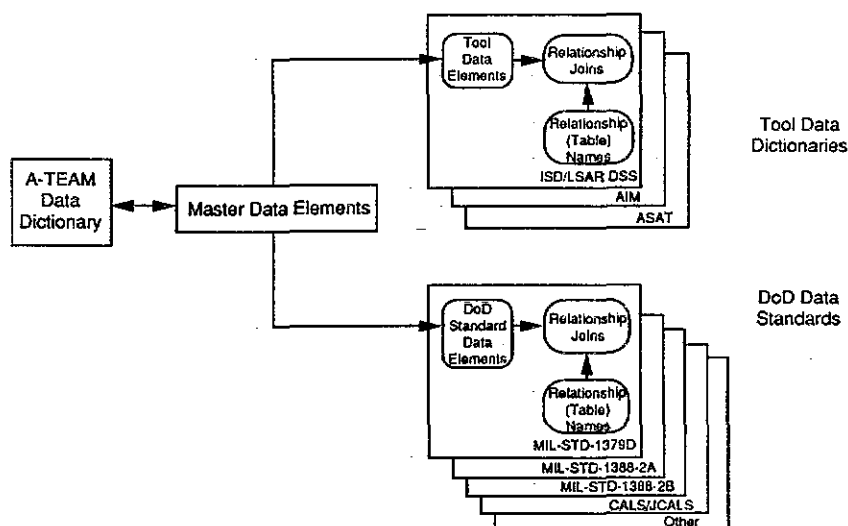 A-TEAM
Data
Dictionary
Master Data Elements
Tool
Data
Elements
Relationship
Joins
Relationship
(Table)
Names
ISD/LSAR DSS
AIM
ASAT
Tool Data
Dictionaries
DoD
Standard
Data
Elements
Relationship
Joins
Relationship
(Table)
Names
MIL-STD-1379D
MIL-STD-1388-2A
MIL-STD-1388-2B
CALS/JCALS
Other
DoD Data
Standards